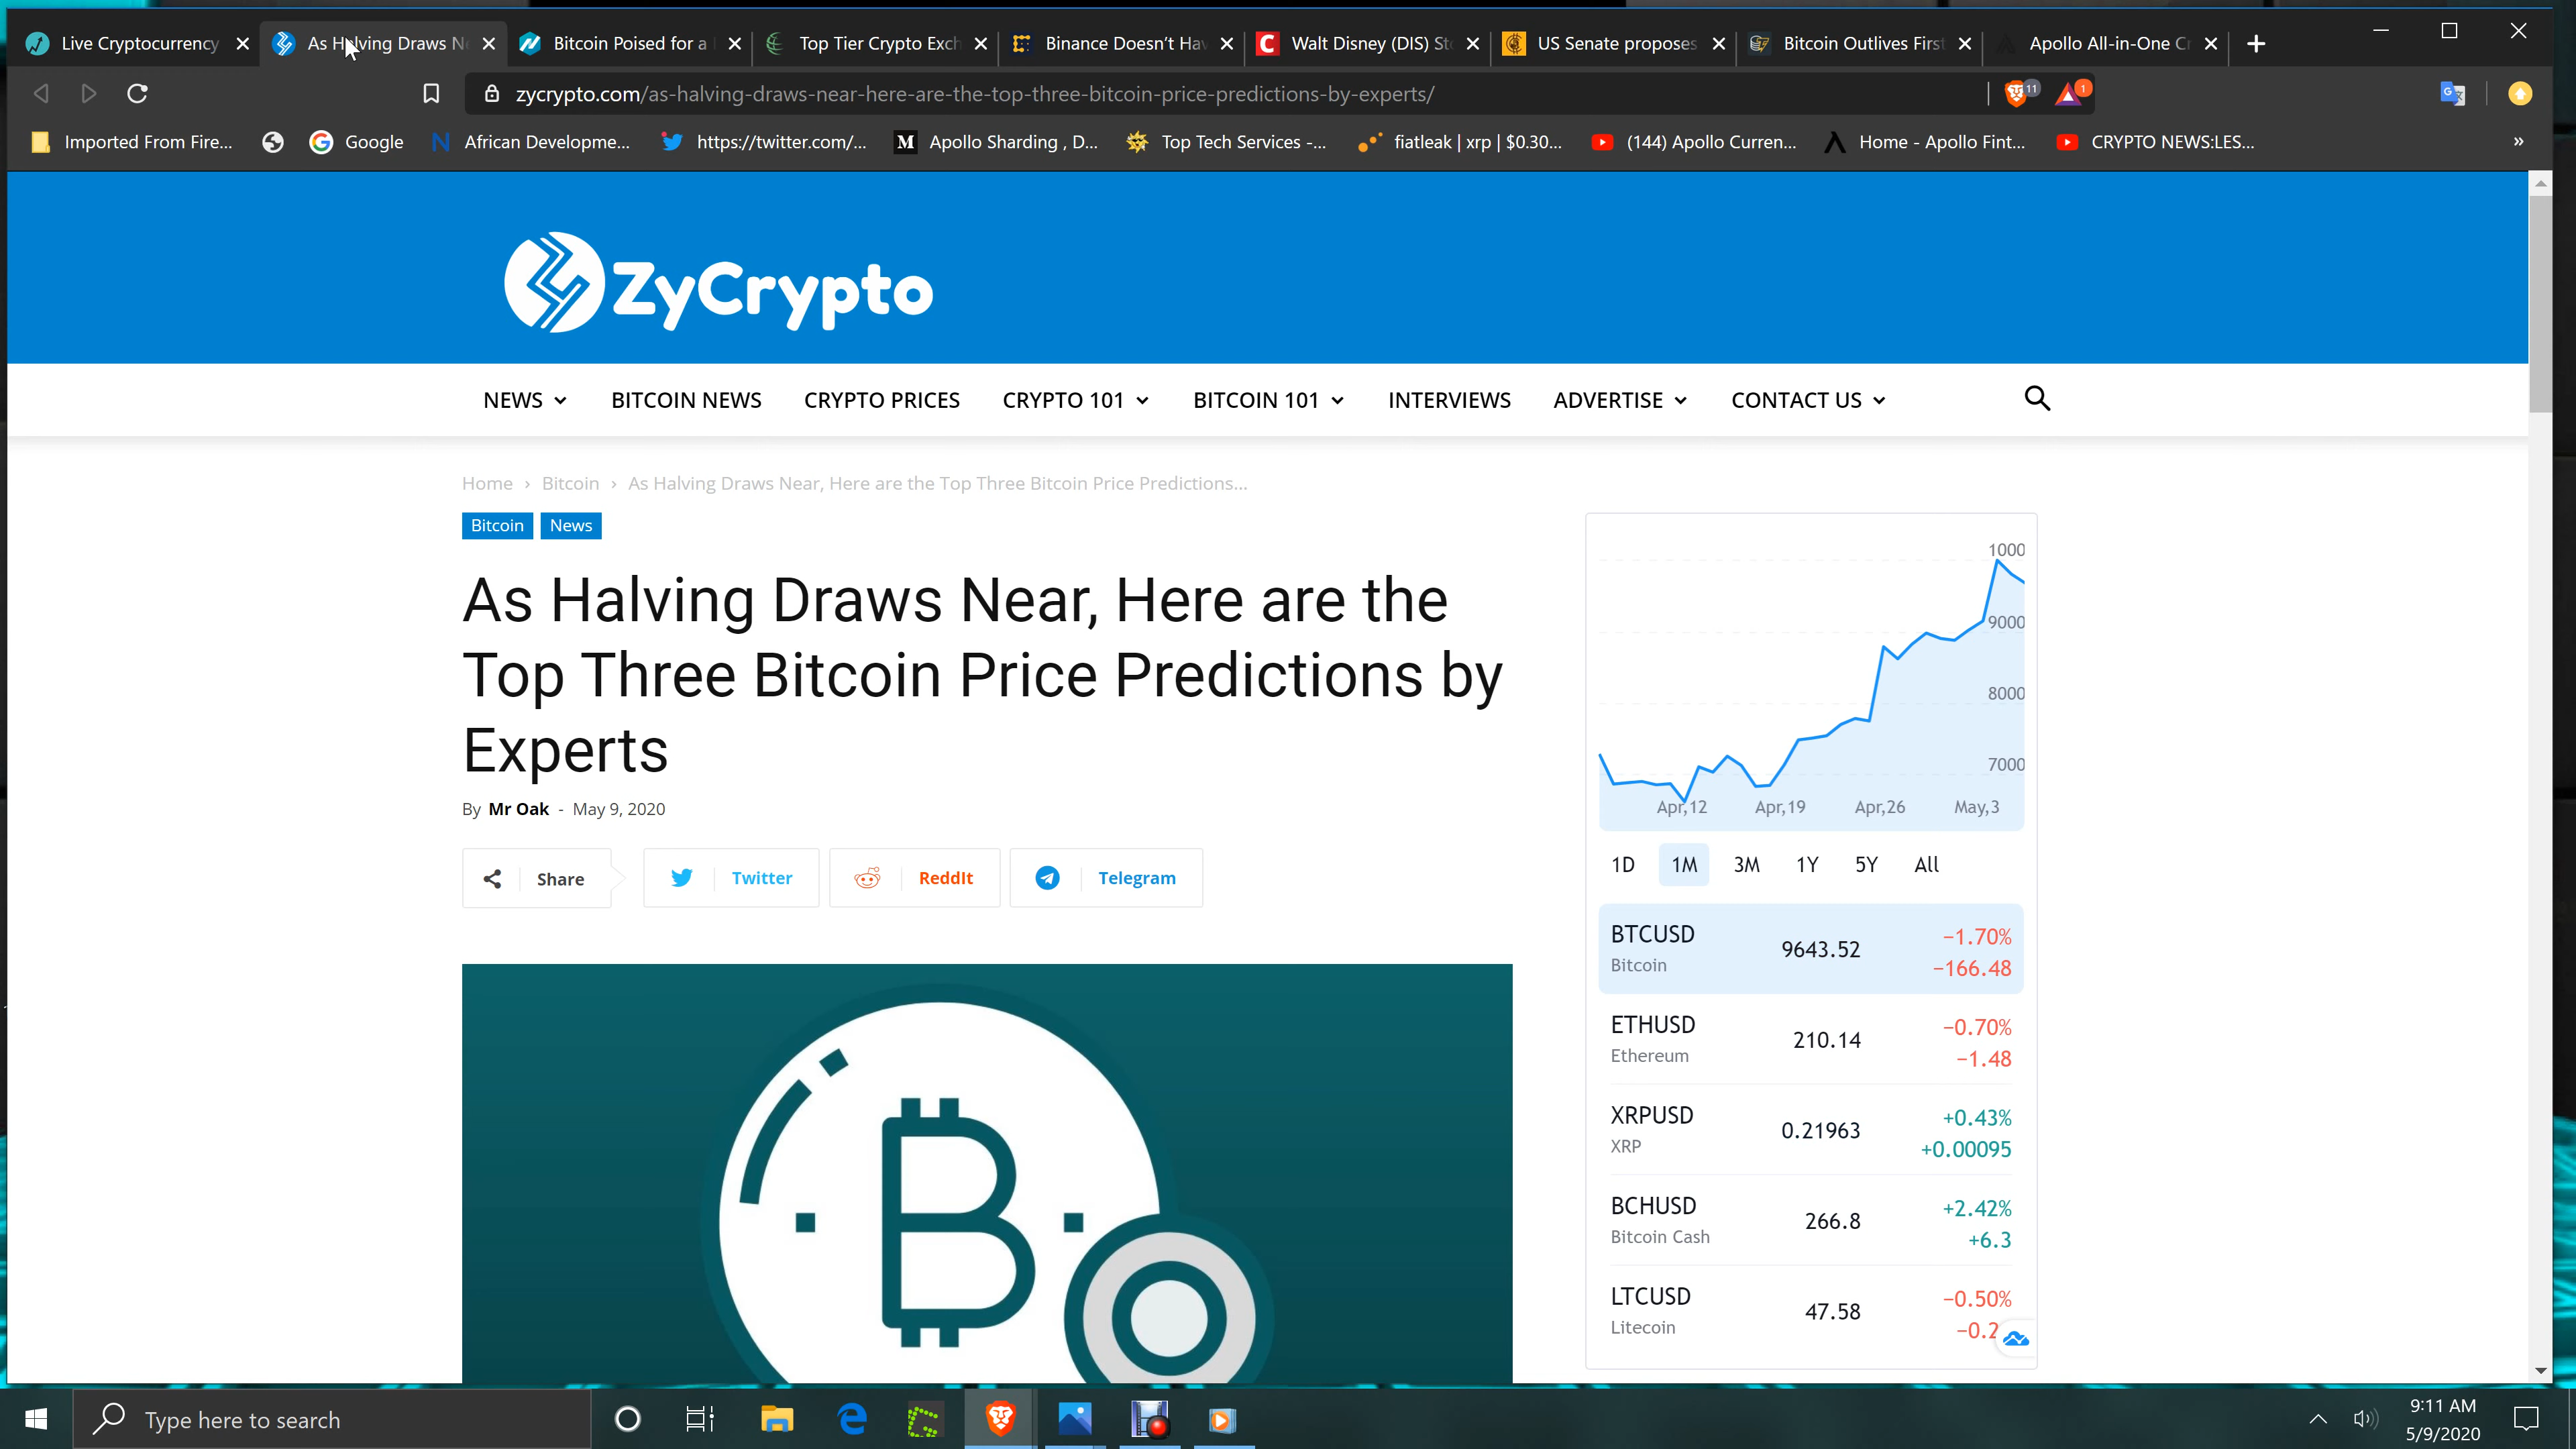 Live Cryptocurrency
As Halving Draws Ne
Bitcoin Poised for a
Top Tier Crypto Exch
Binance Doesn't Hav
Walt Disney (DIS) Sto
US Senate proposes
Bitcoin Outlives First
Apollo All-in-One Cr
zycrypto.com/as-halving-draws-near-here-are-the-top-three-bitcoin-price-predictions-by-experts/
11
1
Imported From Fire...
Google
African Developme...
https://twitter.com/...
Apollo Sharding , D...
Top Tech Services -...
fiatleak | xrp | $0.30...
(144) Apollo Curren...
Home - Apollo Fint...
CRYPTO NEWS:LES...
»
ZyCrypto
NEWS BITCOIN NEWS CRYPTO PRICES CRYPTO 101 BITCOIN 101 INTERVIEWS ADVERTISE CONTACT US
Home › Bitcoin › As Halving Draws Near, Here are the Top Three Bitcoin Price Predictions...
Bitcoin News
As Halving Draws Near, Here are the
Top Three Bitcoin Price Predictions by
Experts
By Mr Oak - May 9, 2020
Share
Twitter
ReddIt
Telegram
1000
9000
8000
7000
Apr,12 Apr,19 Apr,26 May,3
1D 1M 3M 1Y 5Y All
BTCUSD 9643.52 −1.70%
Bitcoin −166.48
ETHUSD 210.14 −0.70%
Ethereum −1.48
XRPUSD 0.21963 +0.43%
XRP +0.00095
BCHUSD 266.8 +2.42%
Bitcoin Cash +6.3
LTCUSD 47.58 −0.50%
Litecoin −0.2
Type here to search
9:11 AM
5/9/2020